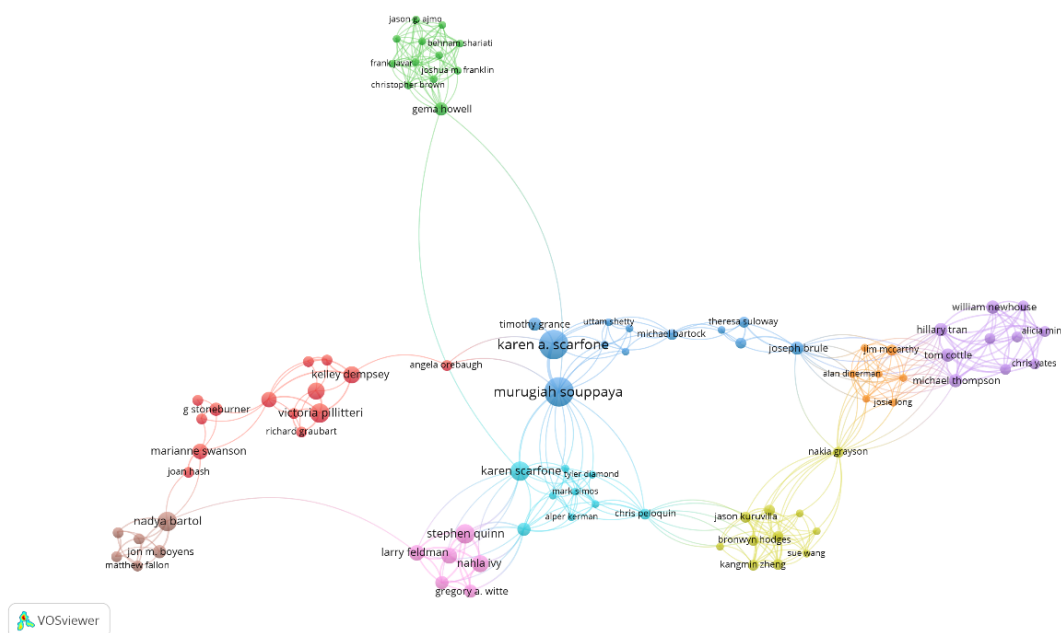 jason g. ajmo
behnam shariati
frank javar
joshua m. franklin
christopher brown
gema howell
timothy grance
uttam shetty
karen a. scarfone
michael bartock
theresa suloway
joseph brule
william newhouse
hillary tran
alicia min
jim mccarthy
tom cottle
chris yates
alan dinerman
michael thompson
josie long
angela orebaugh
kelley dempsey
murugiah souppaya
g stoneburner
victoria pillitteri
richard graubart
marianne swanson
joan hash
nakia grayson
karen scarfone
tyler diamond
mark simos
alper kerman
chris peloquin
nadya bartol
jon m. boyens
matthew fallon
stephen quinn
larry feldman
nahla ivy
gregory a. witte
jason kuruvilla
bronwyn hodges
sue wang
kangmin zheng
VOSviewer